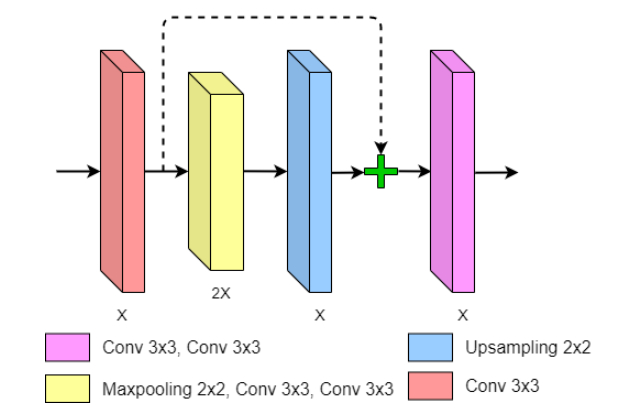 2X
X
X
X
Conv 3x3, Conv 3x3
Upsampling 2x2
Maxpooling 2x2, Conv 3x3, Conv 3x3
Conv 3x3